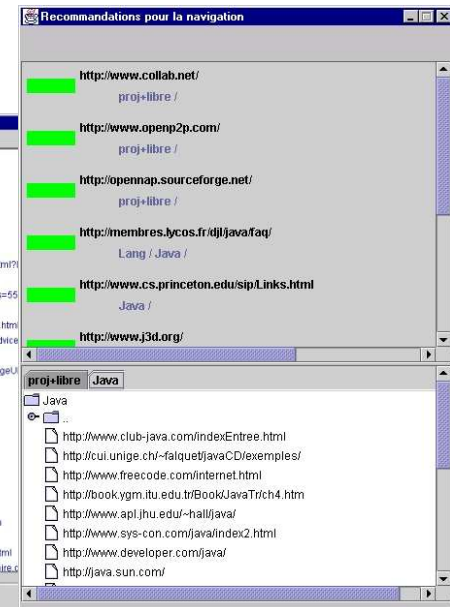 Recommandations pour la navigation
http://www.collab.net/
proj+libre /
http://www.openp2p.com/
proj+libre /
http://opennap.sourceforge.net/
proj+libre /
http://membres.lycos.fr/djl/java/faq/
Lang / Java /
http://www.cs.princeton.edu/sip/Links.html
Java /
http://www.j3d.org/
proj+libre Java
Java
..
http://www.club-java.com/indexEntree.html
http://cui.unige.ch/~falquet/javaCD/exemples/
http://www.freecode.com/internet.html
http://book.ygm.itu.edu.tr/Book/JavaTr/ch4.htm
http://www.apl.jhu.edu/~hall/java/
http://www.sys-con.com/java/index2.html
http://www.developer.com/java/
http://java.sun.com/